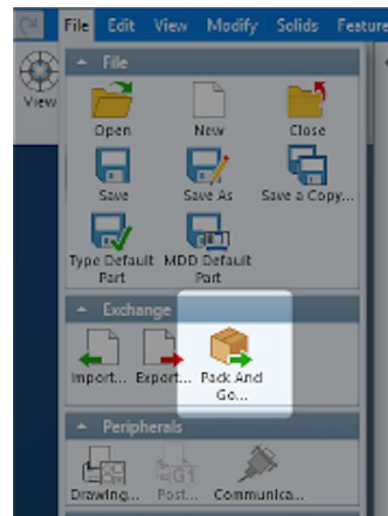 File Edit View Modify Solids Feature
View
File
Open New Close
Save Save As Save a Copy...
Type Default MDD Default
Part Part
Exchange
Import... Export... Pack And
Go...
Peripherals
G1
Drawing... Post... Communica...